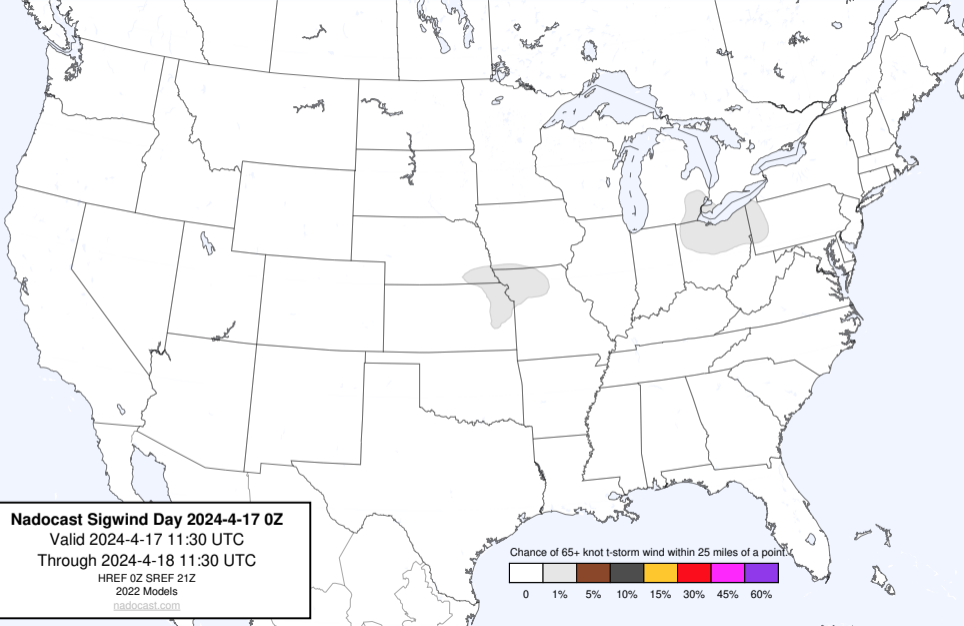 Nadocast Sigwind Day 2024-4-17 0Z
Valid 2024-4-17 11:30 UTC
Through 2024-4-18 11:30 UTC
HREF 0Z SREF 21Z
2022 Models
nadocast.com
Chance of 65+ knot t-storm wind within 25 miles of a point.
0 1% 5% 10% 15% 30% 45% 60%